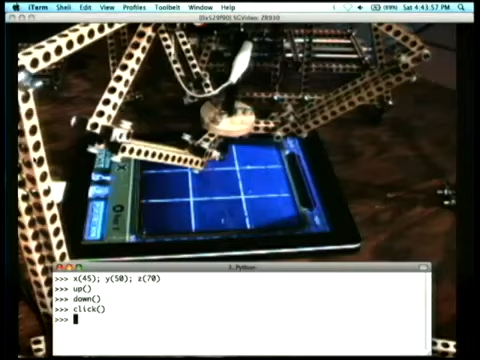 iTerm Shell Edit View Profiles Toolbelt Window Help Sat 4:43:57 PM
3. Python
>>> x(45); y(50); z(70)
>>> up()
>>> down()
>>> click()
>>>